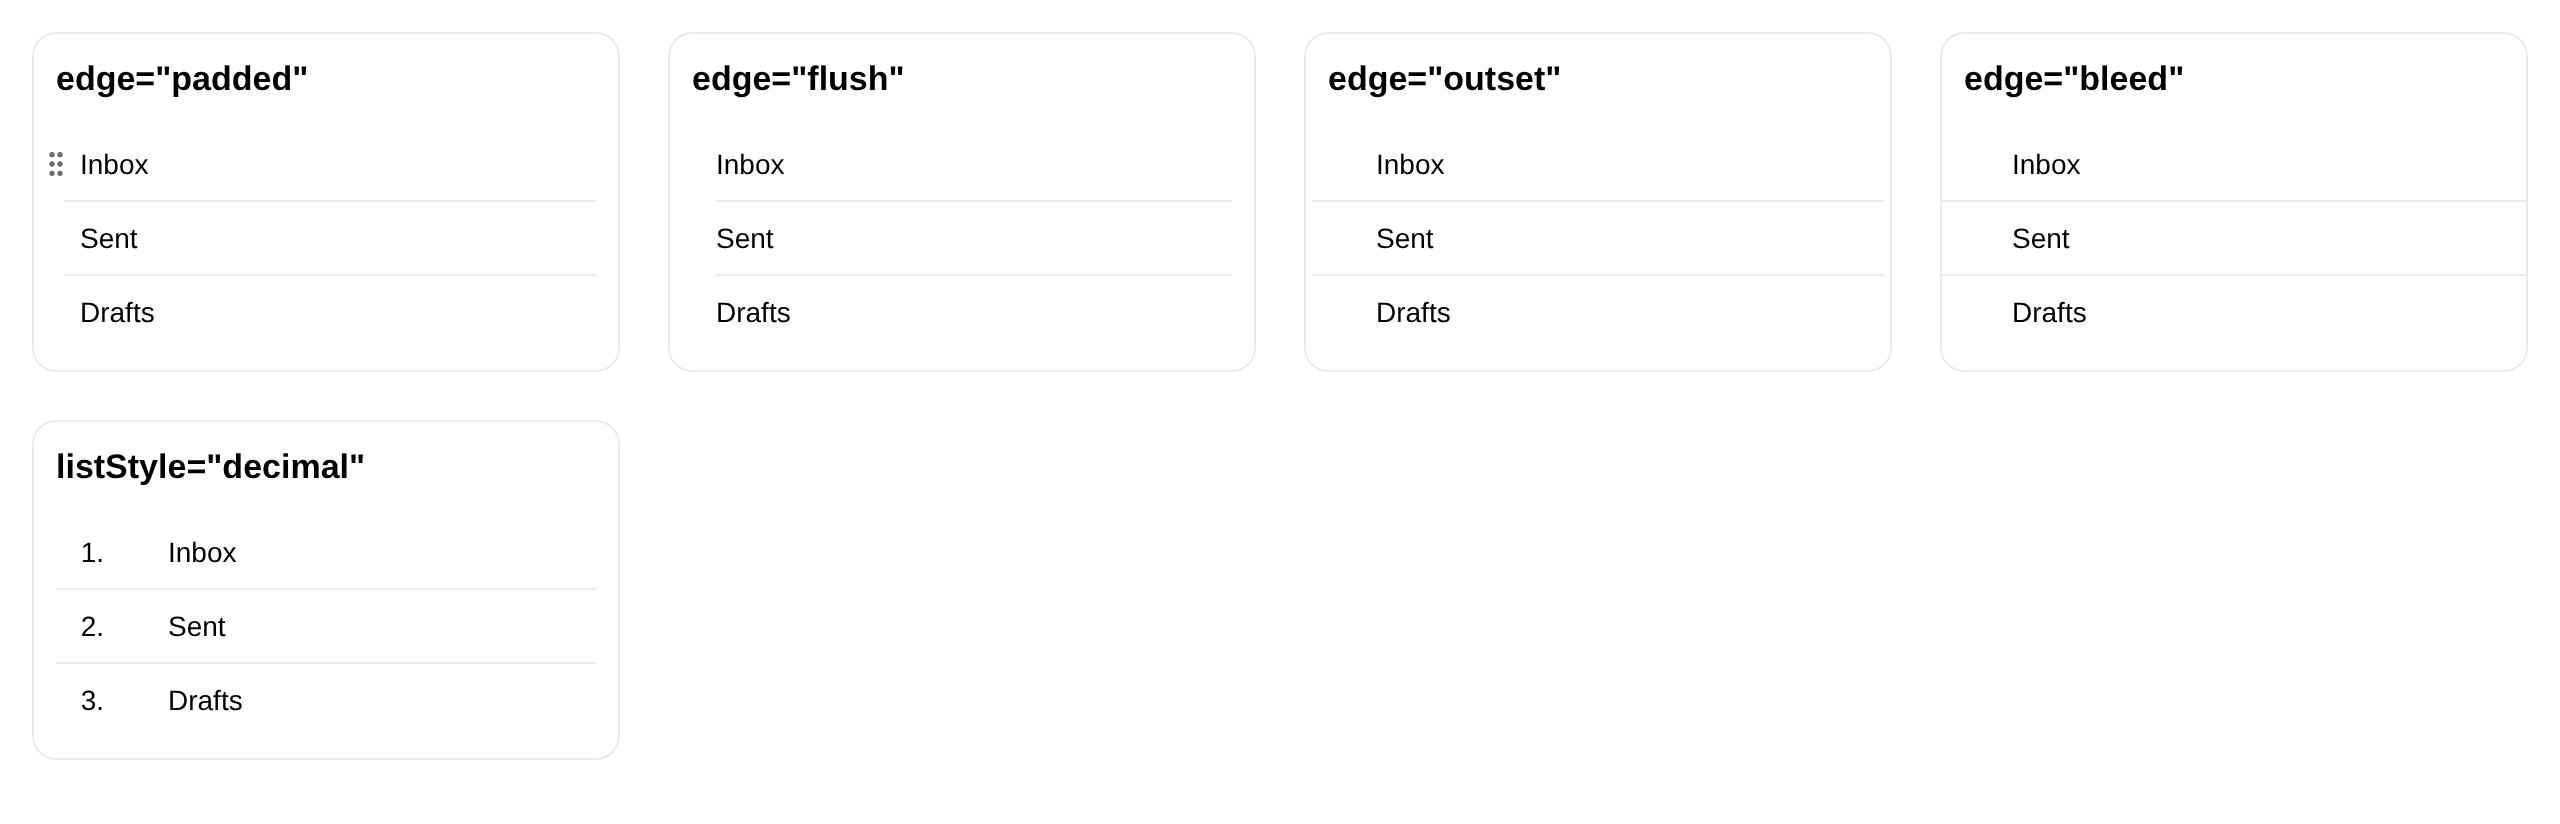 edge="padded"
Inbox
Sent
Drafts
edge="flush"
Inbox
Sent
Drafts
edge="outset"
Inbox
Sent
Drafts
edge="bleed"
Inbox
Sent
Drafts
listStyle="decimal"
1. Inbox
2. Sent
3. Drafts